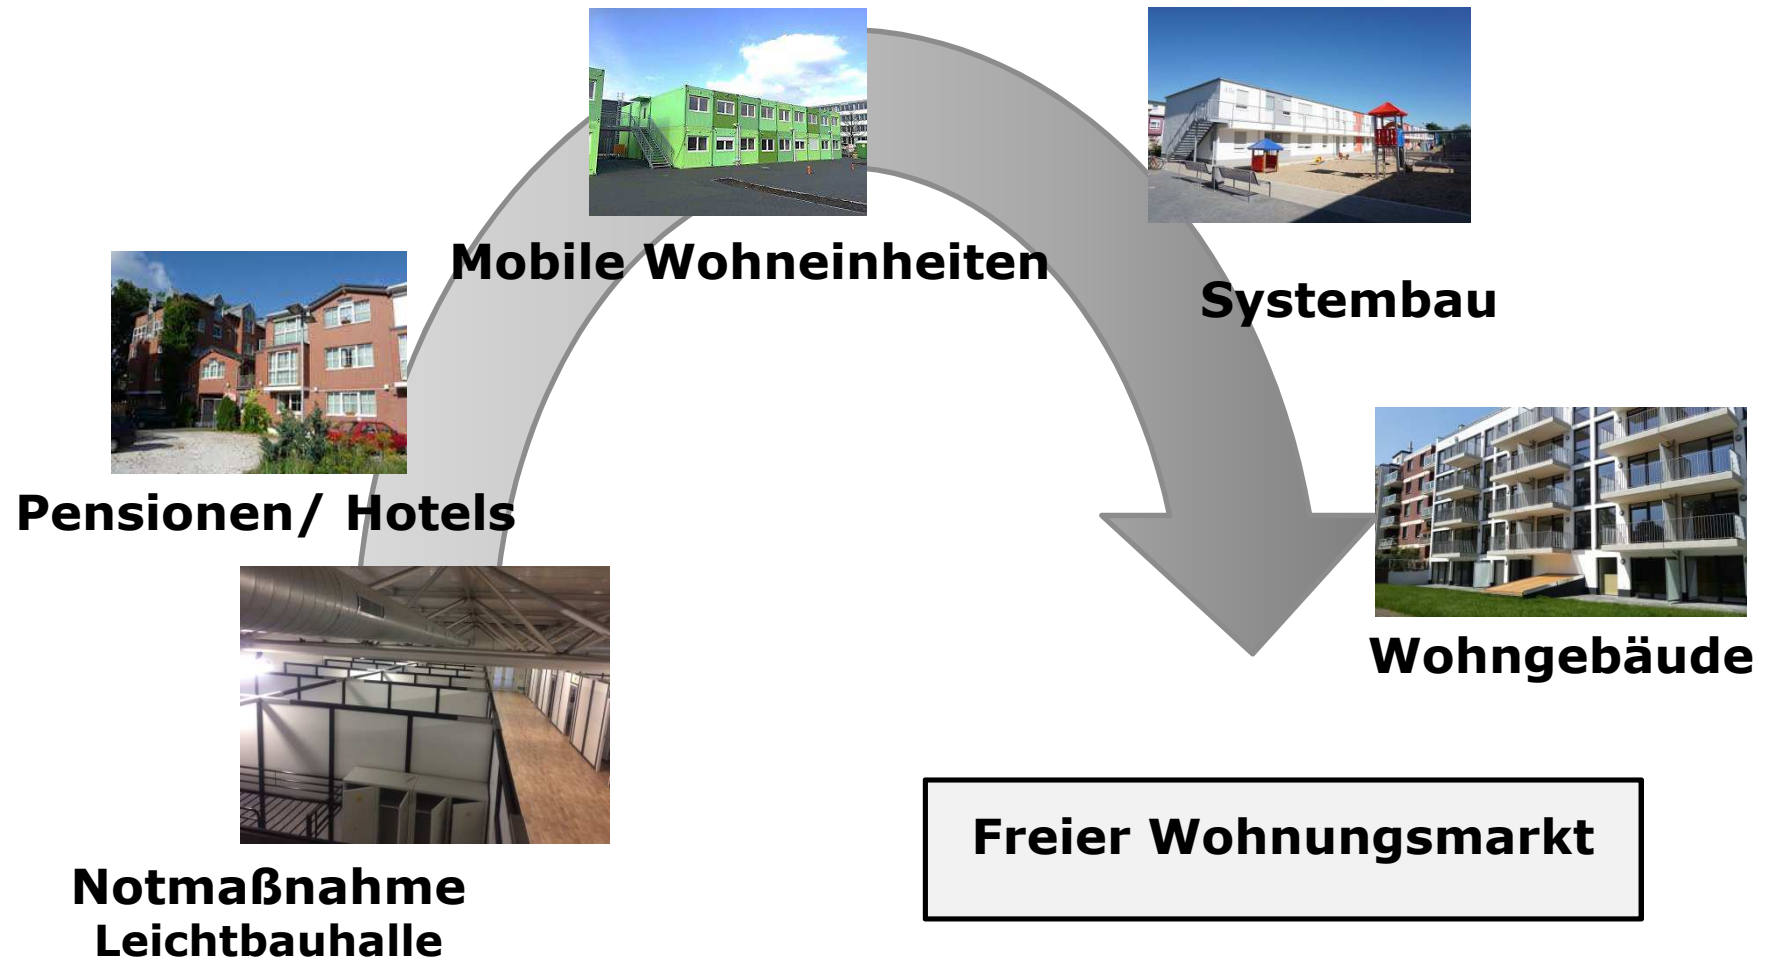 Mobile Wohneinheiten
Systembau
Pensionen/ Hotels
Wohngebäude
Freier Wohnungsmarkt
Notmaßnahme
Leichtbauhalle